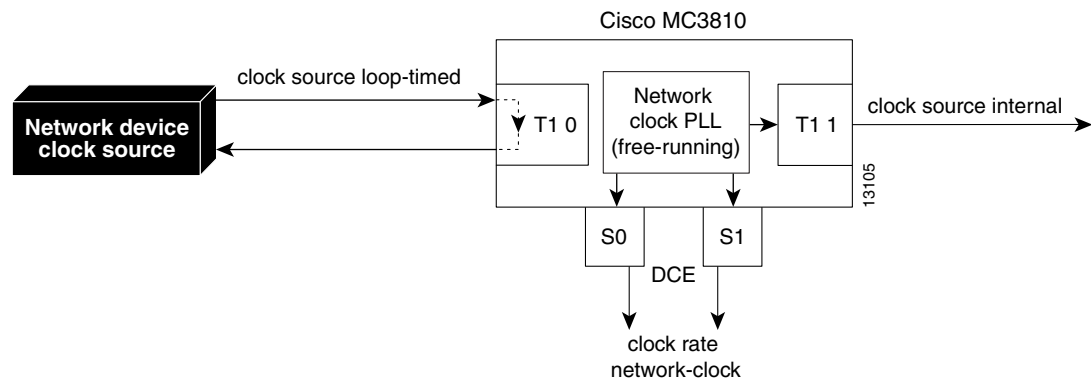 Cisco MC3810
clock source loop-timed
Network device
clock source
T1 0
Network
clock PLL
(free-running)
T1 1
clock source internal
13105
S0
S1
DCE
clock rate
network-clock